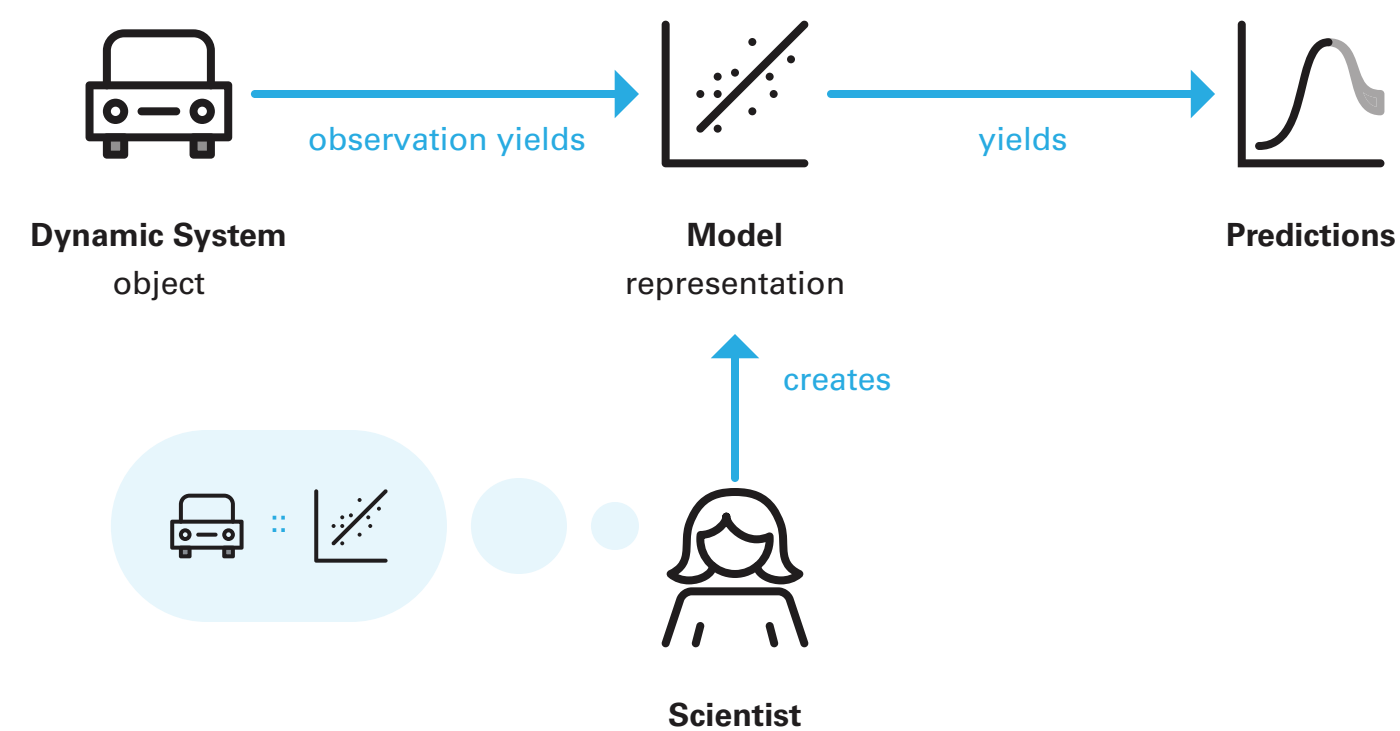 observation yields
yields
Dynamic System
object
Model
representation
Predictions
creates
::
Scientist